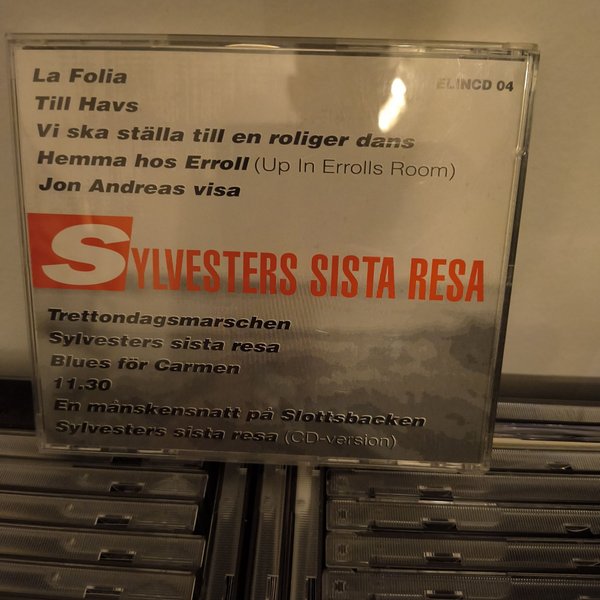 La Folia
ELINCD 04
Till Havs
Vi ska ställa till en roliger dans
Hemma hos Erroll (Up In Errolls Room)
Jon Andreas visa
SYLVESTERS SISTA RESA
Trettondagsmarschen
Sylvesters sista resa
Blues för Carmen
11.30
En månskensnatt på Slottsbacken
Sylvesters sista resa (CD-version)